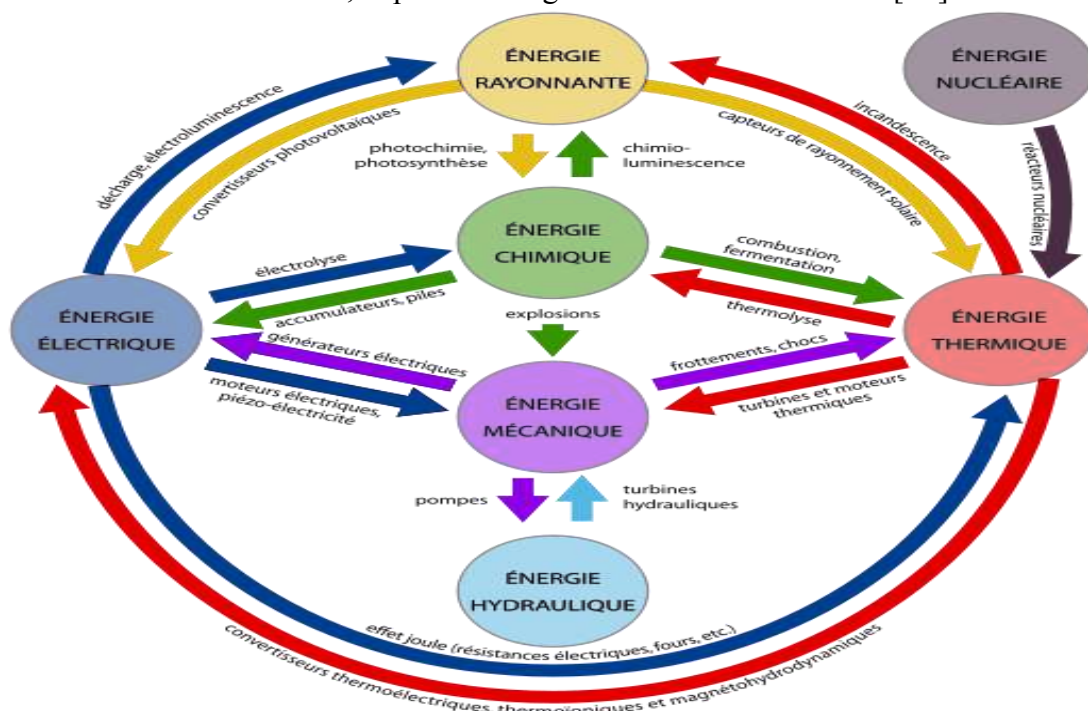 ÉNERGIE
RAYONNANTE
ÉNERGIE
NUCLÉAIRE
décharge, électroluminescence
convertisseurs photovoltaïques
photochimie,
photosynthèse
chimio-
luminescence
capteurs de rayonnement solaire
incandescence
réacteurs nucléaires
ÉNERGIE
CHIMIQUE
électrolyse
accumulateurs, piles
combustion,
fermentation
thermolyse
explosions
ÉNERGIE
ÉLECTRIQUE
ÉNERGIE
THERMIQUE
générateurs électriques
moteurs électriques,
piézo-électricité
frottements, chocs
turbines et moteurs
thermiques
ÉNERGIE
MÉCANIQUE
pompes
turbines
hydrauliques
ÉNERGIE
HYDRAULIQUE
effet joule (résistances électriques, fours, etc.)
convertisseurs thermoélectriques, thermoïoniques et magnétohydrodynamiques